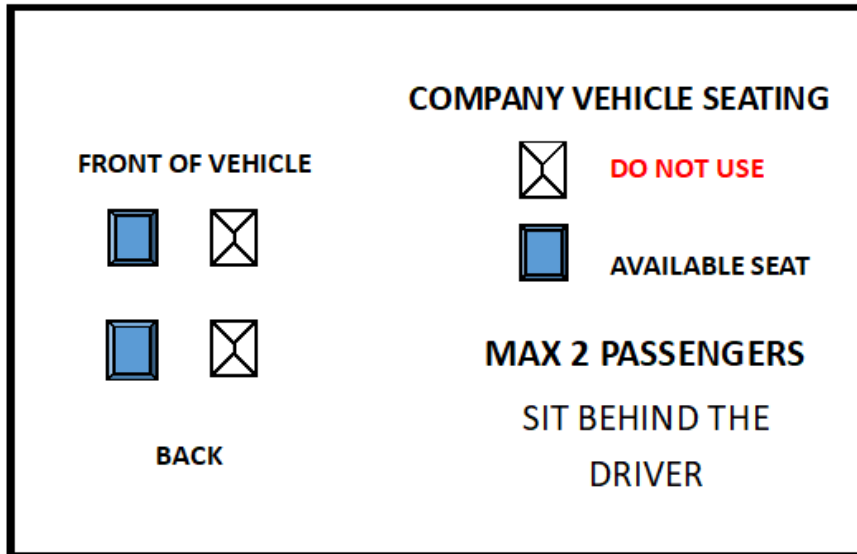 FRONT OF VEHICLE
BACK
COMPANY VEHICLE SEATING
DO NOT USE
AVAILABLE SEAT
MAX 2 PASSENGERS
SIT BEHIND THE
DRIVER